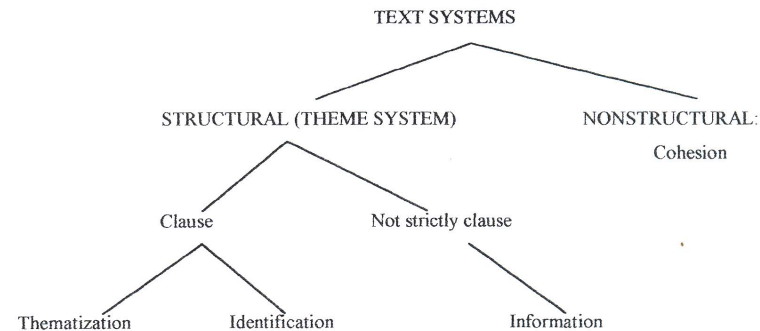 TEXT SYSTEMS
STRUCTURAL (THEME SYSTEM)
NONSTRUCTURAL:
Cohesion
Clause
Not strictly clause
Thematization
Identification
Information